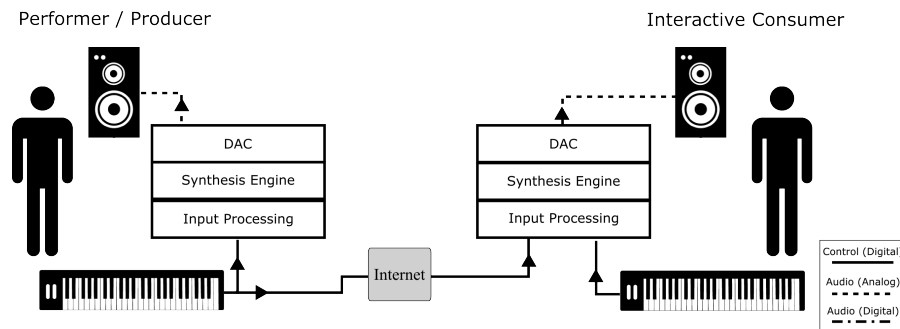 Performer / Producer
Interactive Consumer
DAC
Synthesis Engine
Input Processing
DAC
Synthesis Engine
Input Processing
Internet
Control (Digital)
Audio (Analog)
Audio (Digital)